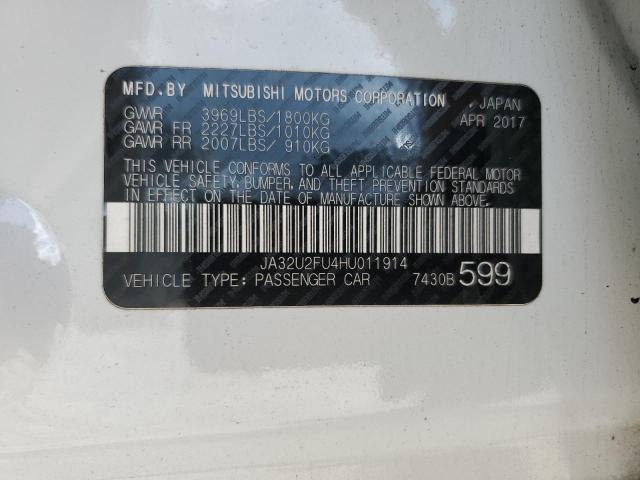 MFD.BY MITSUBISHI MOTORS CORPORATION , JAPAN
GVWR 3969LBS/1800KG APR 2017
GAWR FR 2227LBS/1010KG
GAWR RR 2007LBS/ 910KG
THIS VEHICLE CONFORMS TO ALL APPLICABLE FEDERAL MOTOR
VEHICLE SAFETY, BUMPER, AND THEFT PREVENTION STANDARDS
IN EFFECT ON THE DATE OF MANUFACTURE SHOWN ABOVE.
JA32U2FU4HU011914
VEHICLE TYPE: PASSENGER CAR 7430B 599